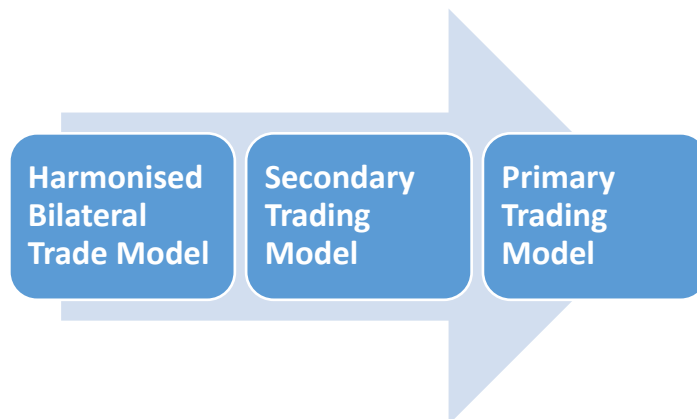 Harmonised
Bilateral
Trade Model
Secondary
Trading
Model
Primary
Trading
Model